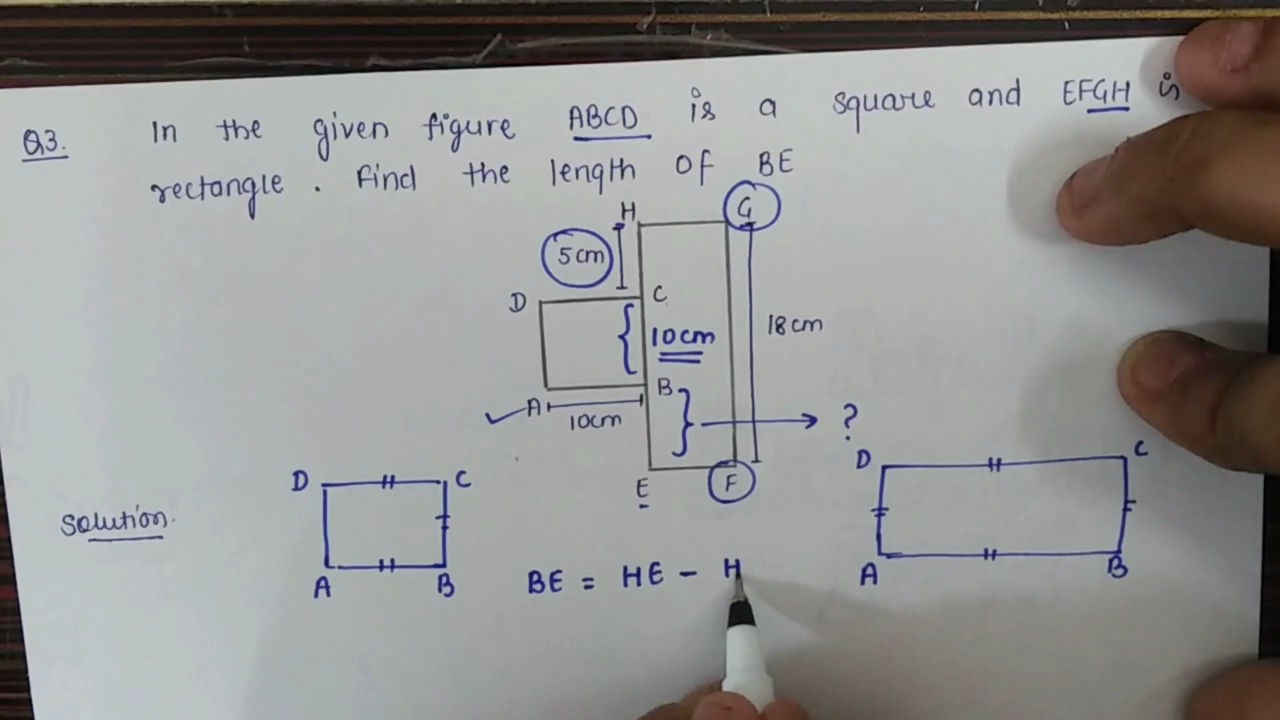 Q3. In the given figure ABCD is a square and EFGH is
rectangle. Find the length of BE
H G
5cm
D C
10cm 18cm
B
A
10cm ?
E F
D C D C
Solution.
A B A B
BE = HE - H